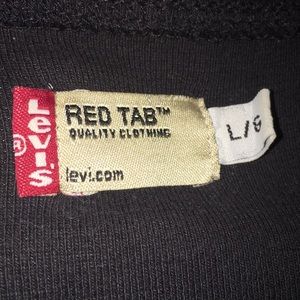 LEVI'S
®
RED TAB™
QUALITY CLOTHING
levi.com
L/G